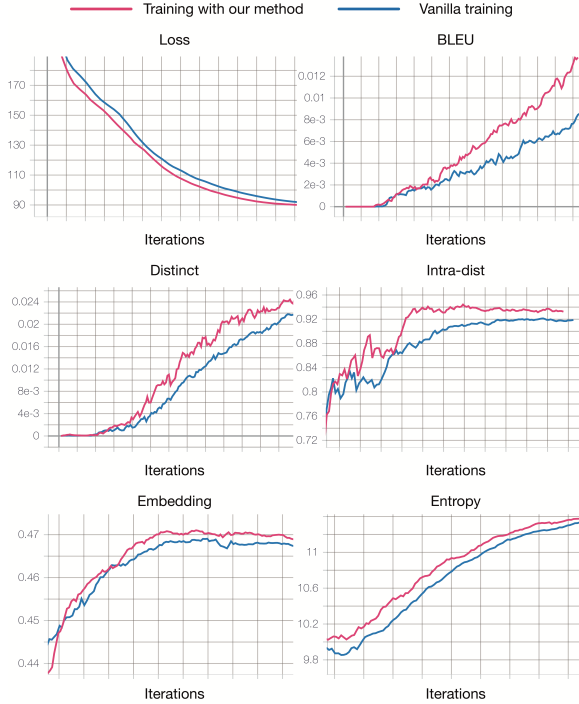 Training with our method Vanilla training
Loss BLEU
170
150
130
110
90
0.012
0.01
8e-3
6e-3
4e-3
2e-3
0
Iterations Iterations
Distinct Intra-dist
0.024
0.02
0.016
0.012
8e-3
4e-3
0
0.96
0.92
0.88
0.84
0.8
0.76
0.72
Iterations Iterations
Embedding Entropy
0.47
0.46
0.45
0.44
11
10.6
10.2
9.8
Iterations Iterations